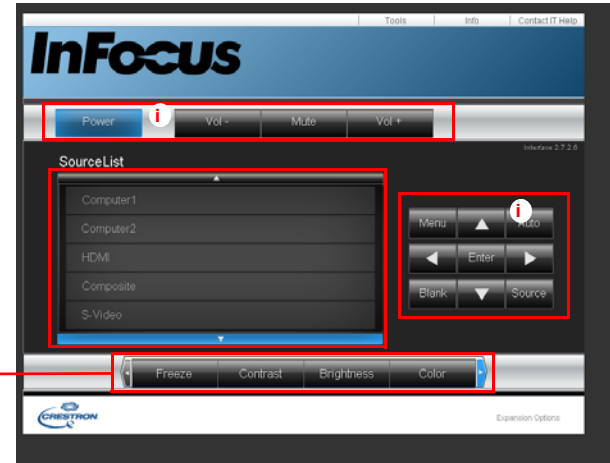 Tools Info Contact IT Help
InFocus
Power i Vol - Mute Vol +
Interface 2.7.2.6
SourceList
Computer1
Computer2
HDMI
Composite
S-Video
i
Menu Auto
Enter
Blank Source
Freeze Contrast Brightness Color
CRESTRON
Expansion Options